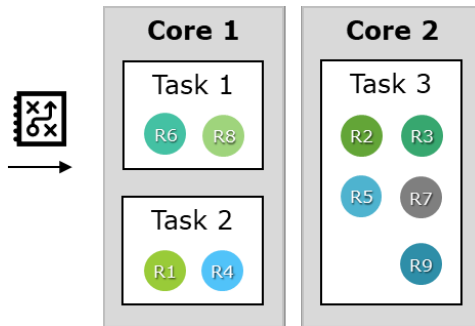 Core 1
Task 1
R6 R8
Task 2
R1 R4
Core 2
Task 3
R2 R3
R5 R7
R9